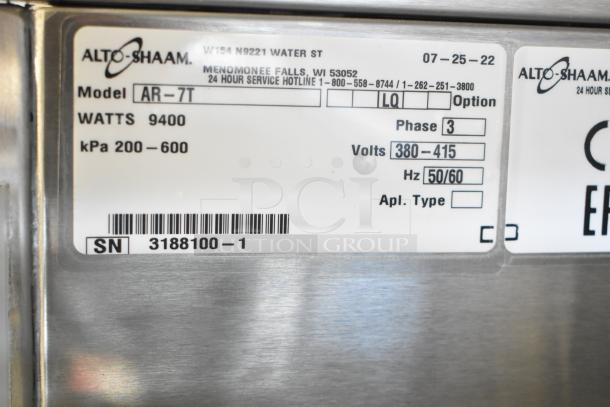 ALTO-SHAAM.
W164 N9221 WATER ST
MENOMONEE FALLS, WI 53052
24 HOUR SERVICE HOTLINE 1-800-558-8744 / 1-262-251-3800
07-25-22
Model AR-7T LQ Option
WATTS 9400
Phase 3
kPa 200-600
Volts 380-415
Hz 50/60
Apl. Type
SN 3188100-1
PCI
AUCTION GROUP
ALTO-SHAAM.
24 HOUR